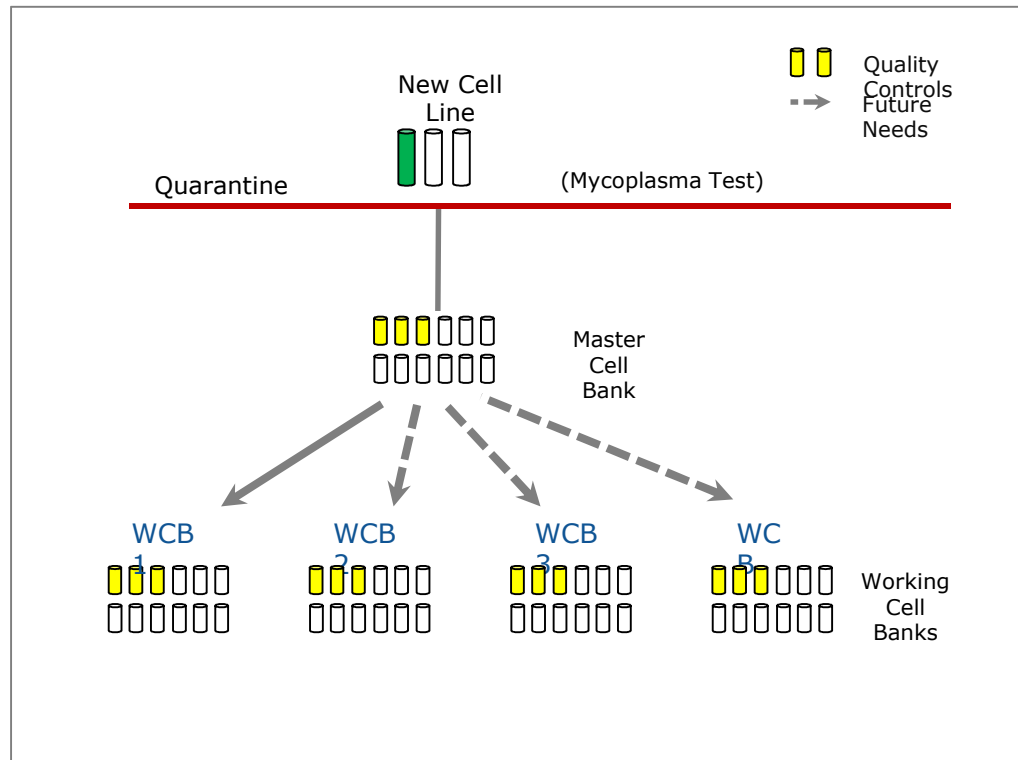 Quality
Controls
Future
Needs
New Cell
Line
Quarantine
(Mycoplasma Test)
Master
Cell
Bank
WCB
1
WCB
2
WCB
3
WC
B
Working
Cell
Banks